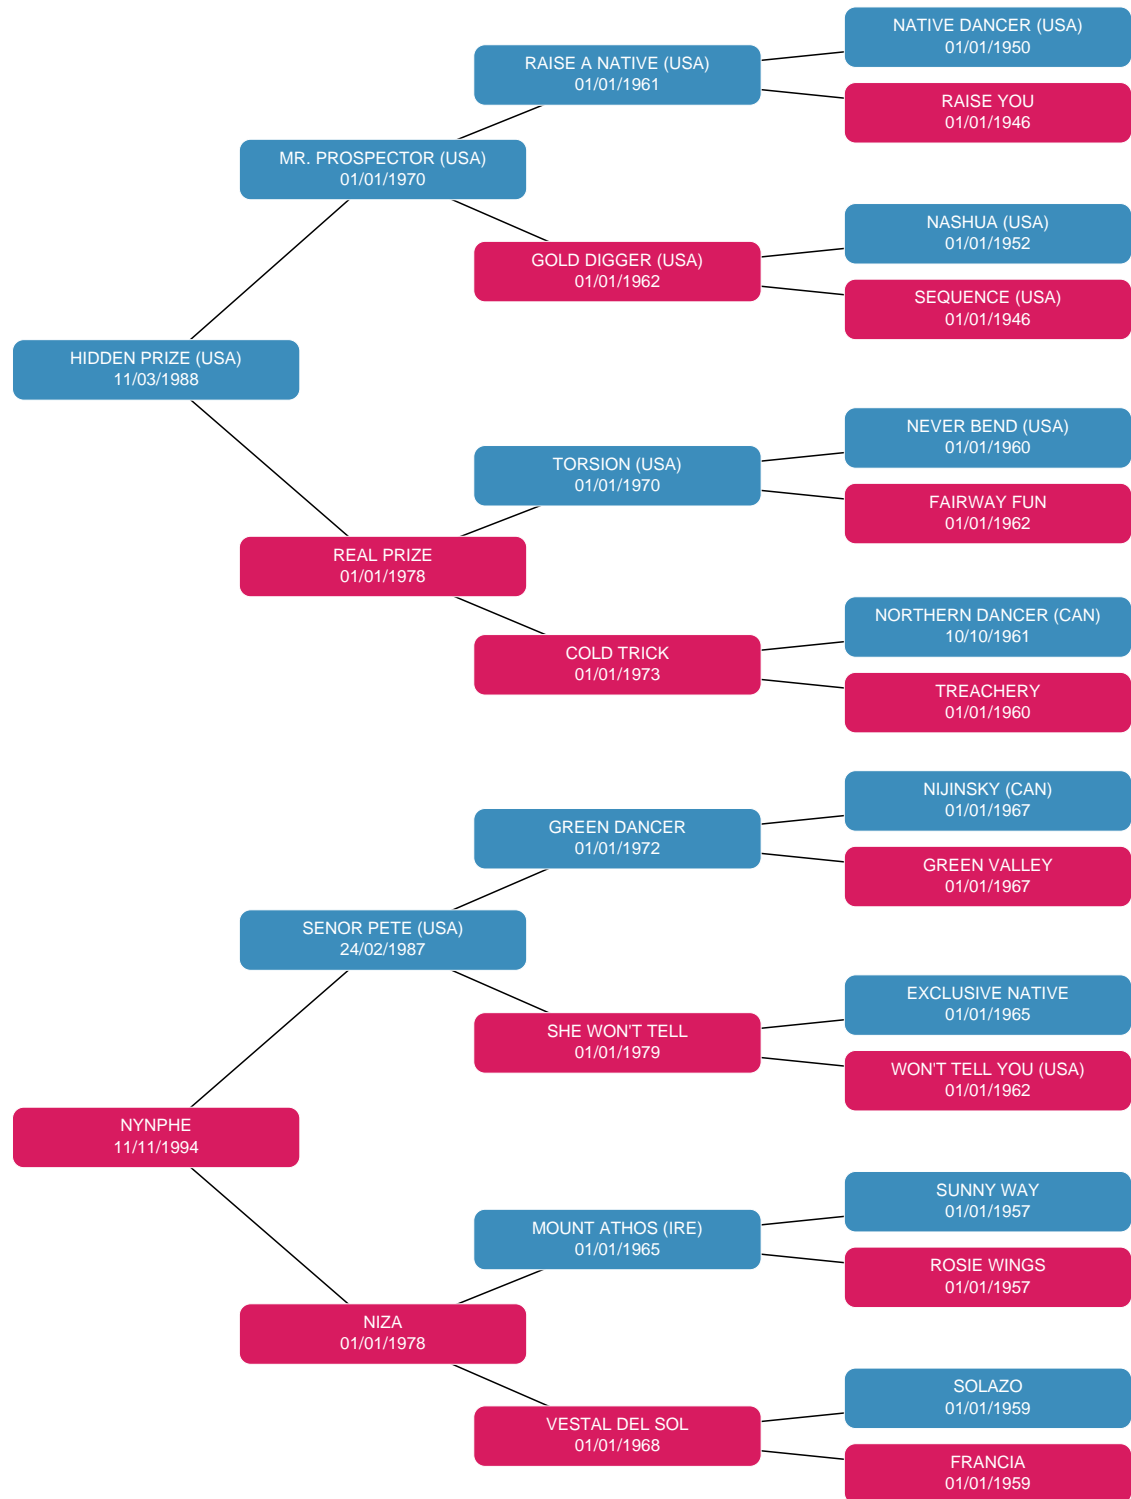 NATIVE DANCER (USA)
01/01/1950
RAISE A NATIVE (USA)
01/01/1961
RAISE YOU
01/01/1946
MR. PROSPECTOR (USA)
01/01/1970
NASHUA (USA)
01/01/1952
GOLD DIGGER (USA)
01/01/1962
SEQUENCE (USA)
01/01/1946
HIDDEN PRIZE (USA)
11/03/1988
NEVER BEND (USA)
01/01/1960
TORSION (USA)
01/01/1970
FAIRWAY FUN
01/01/1962
REAL PRIZE
01/01/1978
NORTHERN DANCER (CAN)
10/10/1961
COLD TRICK
01/01/1973
TREACHERY
01/01/1960
NIJINSKY (CAN)
01/01/1967
GREEN DANCER
01/01/1972
GREEN VALLEY
01/01/1967
SENOR PETE (USA)
24/02/1987
EXCLUSIVE NATIVE
01/01/1965
SHE WON'T TELL
01/01/1979
WON'T TELL YOU (USA)
01/01/1962
NYNPHE
11/11/1994
SUNNY WAY
01/01/1957
MOUNT ATHOS (IRE)
01/01/1965
ROSIE WINGS
01/01/1957
NIZA
01/01/1978
SOLAZO
01/01/1959
VESTAL DEL SOL
01/01/1968
FRANCIA
01/01/1959